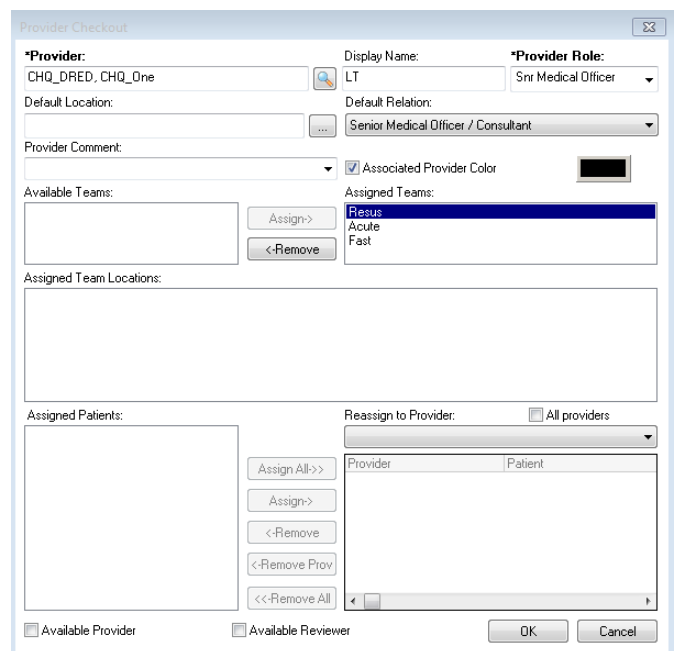 Provider Checkout
*Provider: Display Name: *Provider Role:
CHQ_DRED, CHQ_One LT Snr Medical Officer
Default Location: Default Relation:
... Senior Medical Officer / Consultant
Provider Comment:
Associated Provider Color
Available Teams: Assigned Teams:
Assign-> Resus
Acute
<-Remove Fast
Assigned Team Locations:
Assigned Patients: Reassign to Provider: All providers
Assign All->> Provider Patient
Assign->
<-Remove
<-Remove Prov
<<-Remove All
Available Provider Available Reviewer OK Cancel